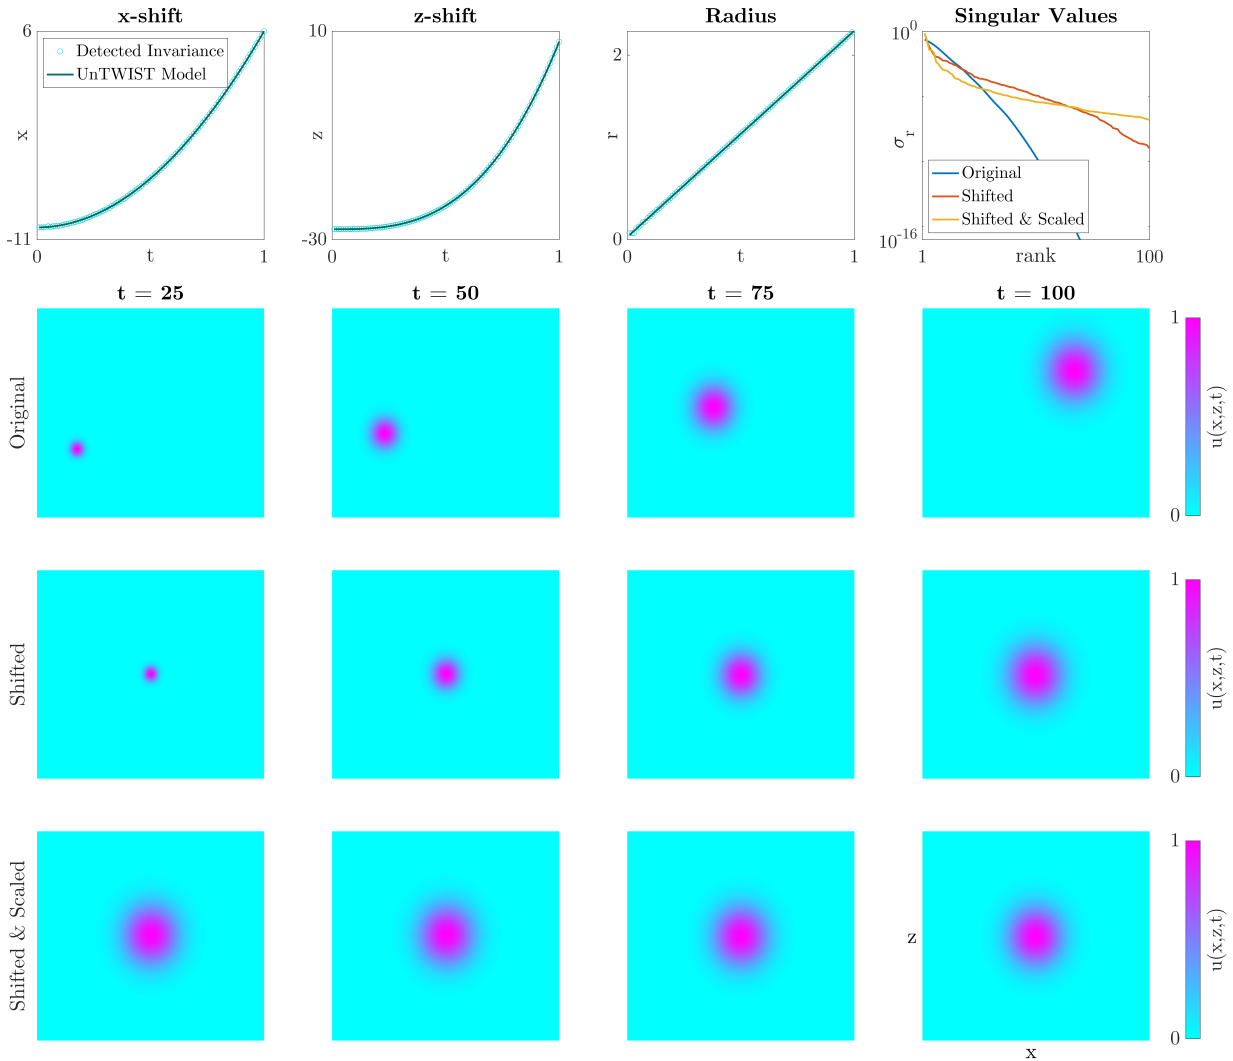 x-shift
z-shift
Radius
Singular Values
6
Detected Invariance
UnTWIST Model
x
-11
0
t
1
10
z
-30
0
t
1
2
r
0
0
t
1
10^0
σ_r
Original
Shifted
Shifted & Scaled
10^-16
1
rank
100
t = 25
t = 50
t = 75
t = 100
Original
1
0
u(x,z,t)
Shifted
1
0
u(x,z,t)
Shifted & Scaled
z
x
1
0
u(x,z,t)